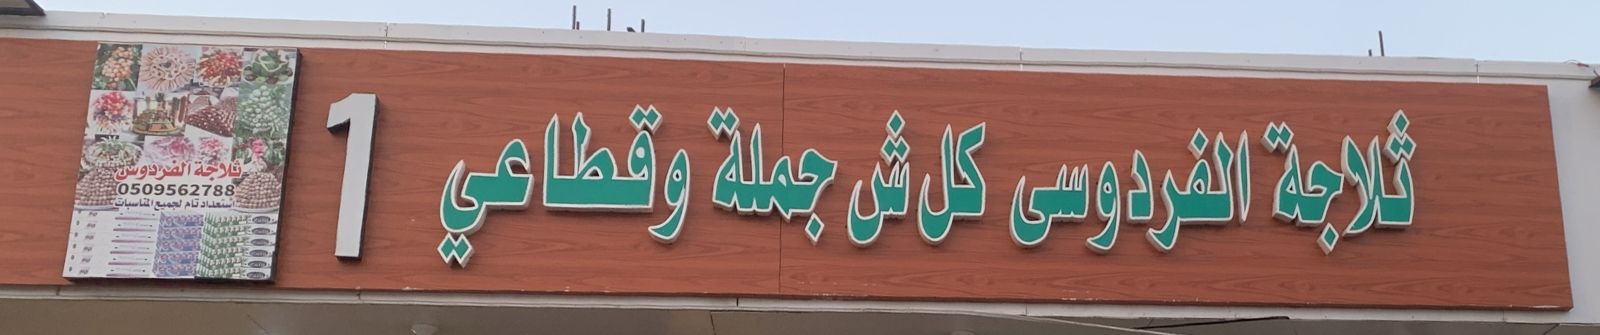 ثلاجة الفردوسى كل ش جملة وقطاعي 1
ثلاجة الفردوس
0509562788
استعداد تام لجميع المناسبات